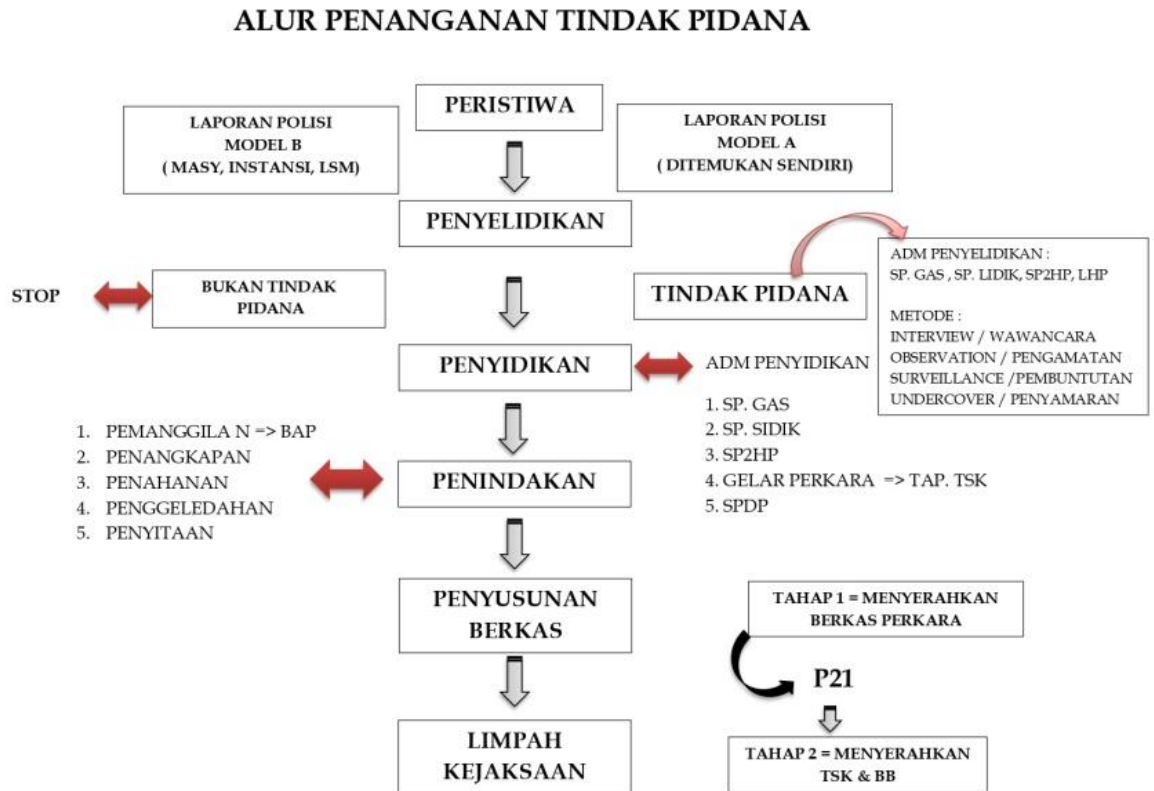 ALUR PENANGANAN TINDAK PIDANA
PERISTIWA
LAPORAN POLISI
MODEL B
( MASY, INSTANSI, LSM)
LAPORAN POLISI
MODEL A
( DITEMUKAN SENDIRI)
PENYELIDIKAN
STOP
BUKAN TINDAK
PIDANA
TINDAK PIDANA
ADM PENYELIDIKAN :
SP. GAS , SP. LIDIK, SP2HP, LHP
METODE :
INTERVIEW / WAWANCARA
OBSERVATION / PENGAMATAN
SURVEILLANCE /PEMBUNTUTAN
UNDERCOVER / PENYAMARAN
PENYIDIKAN
ADM PENYIDIKAN
1. SP. GAS
2. SP. SIDIK
3. SP2HP
4. GELAR PERKARA => TAP. TSK
5. SPDP
1. PEMANGGILA N => BAP
2. PENANGKAPAN
3. PENAHANAN
4. PENGGELEDAHAN
5. PENYITAAN
PENINDAKAN
PENYUSUNAN
BERKAS
TAHAP 1 = MENYERAHKAN
BERKAS PERKARA
P21
LIMPAH
KEJAKSAAN
TAHAP 2 = MENYERAHKAN
TSK & BB